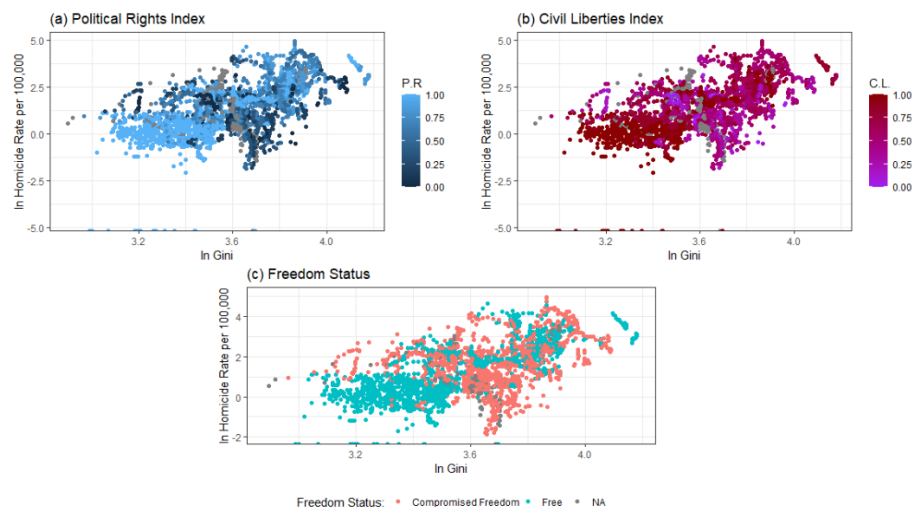 (a) Political Rights Index
ln Homicide Rate per 100,000
5.0
2.5
0.0
-2.5
-5.0
3.2
3.6
4.0
ln Gini
P.R
1.00
0.75
0.50
0.25
0.00
(b) Civil Liberties Index
ln Homicide Rate per 100,000
5.0
2.5
0.0
-2.5
-5.0
3.2
3.6
4.0
ln Gini
C.L.
1.00
0.75
0.50
0.25
0.00
(c) Freedom Status
ln Homicide Rate per 100,000
4
2
0
-2
3.2
3.6
4.0
ln Gini
Freedom Status: Compromised Freedom Free NA